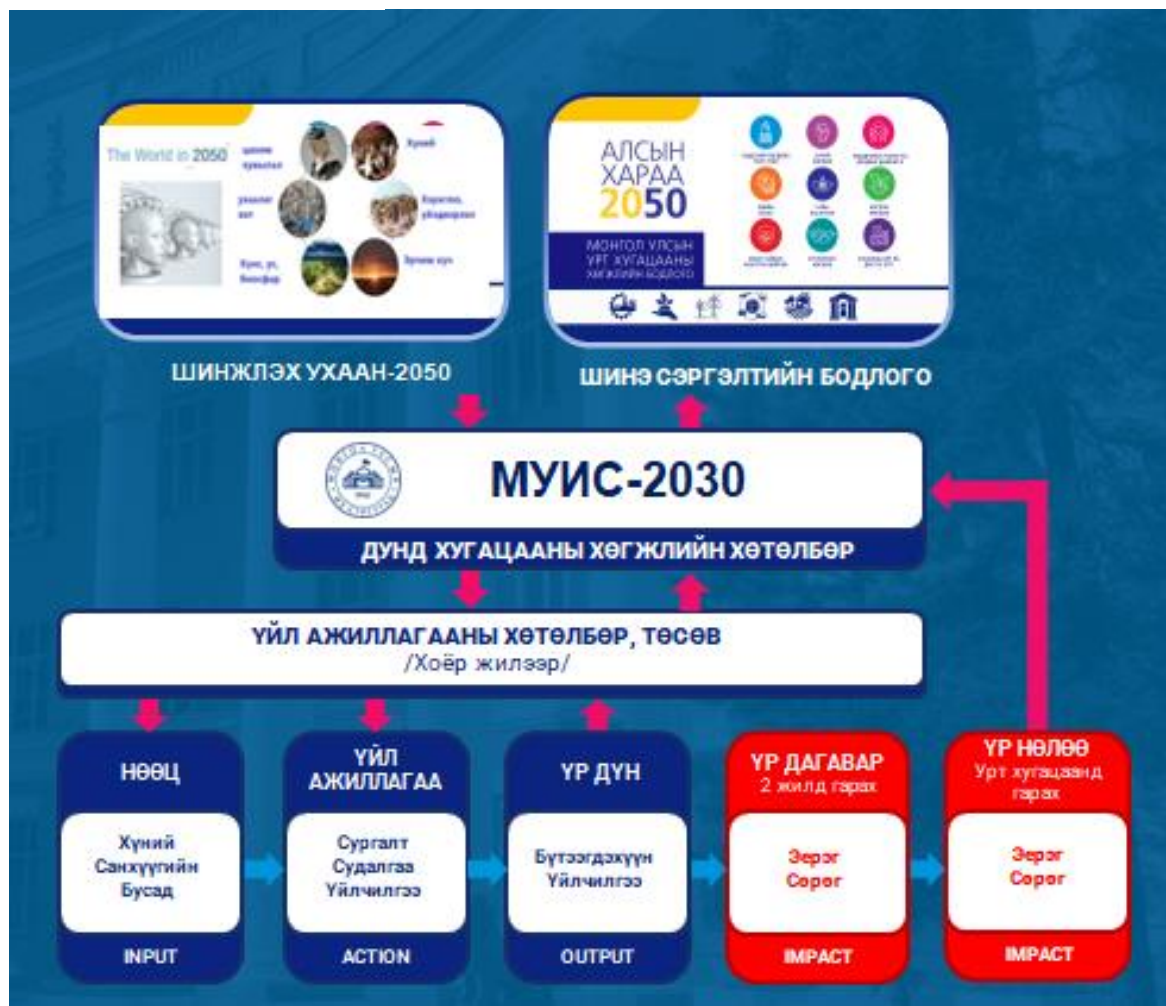 The World in 2050
Хүний
АЛСЫН
ХАРАА
2050
МОНГОЛ УЛСЫН
УРТ ХУГАЦААНЫ
ХӨГЖЛИЙН БОДЛОГО
ШИНЖЛЭХ УХААН-2050
ШИНЭ СЭРГЭЛТИЙН БОДЛОГО
МУИС-2030
ДУНД ХУГАЦААНЫ ХӨГЖЛИЙН ХӨТӨЛБӨР
ҮЙЛ АЖИЛЛАГААНЫ ХӨТӨЛБӨР, ТӨСӨВ
/Хоёр жилээр/
НӨӨЦ
Хүний
Санхүүгийн
Бусад
INPUT
ҮЙЛ
АЖИЛЛАГАА
Сургалт
Судалгаа
Үйлчилгээ
ACTION
ҮР ДҮН
Бүтээгдэхүүн
Үйлчилгээ
OUTPUT
ҮР ДАГАВАР
2 жилд гарах
Эерэг
Сөрөг
IMPACT
ҮР НӨЛӨӨ
Урт хугацаанд
гарах
Эерэг
Сөрөг
IMPACT